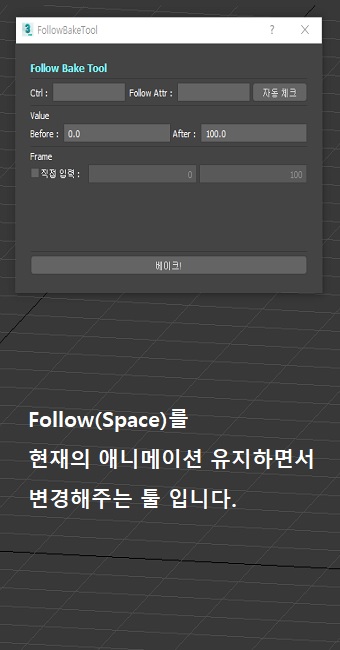 3
FollowBakeTool
?
Follow Bake Tool
Ctrl :
Follow Attr :
자동 체크
Value
Before : 0.0
After : 100.0
Frame
직접 입력 : 0 100
베이크!
Follow(Space)를
현재의 애니메이션 유지하면서
변경해주는 툴 입니다.